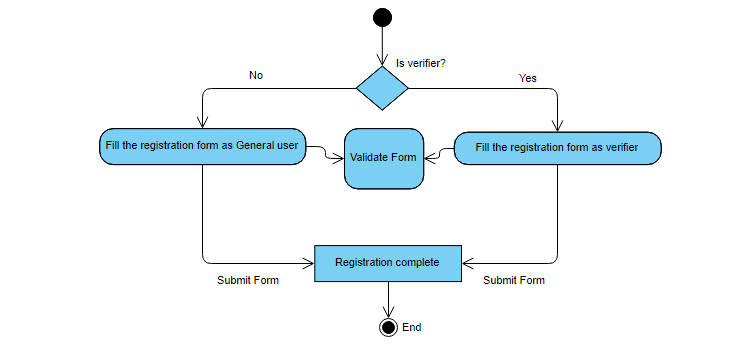 Is verifier?
No
Yes
Fill the registration form as General user
Validate Form
Fill the registration form as verifier
Registration complete
Submit Form
Submit Form
End